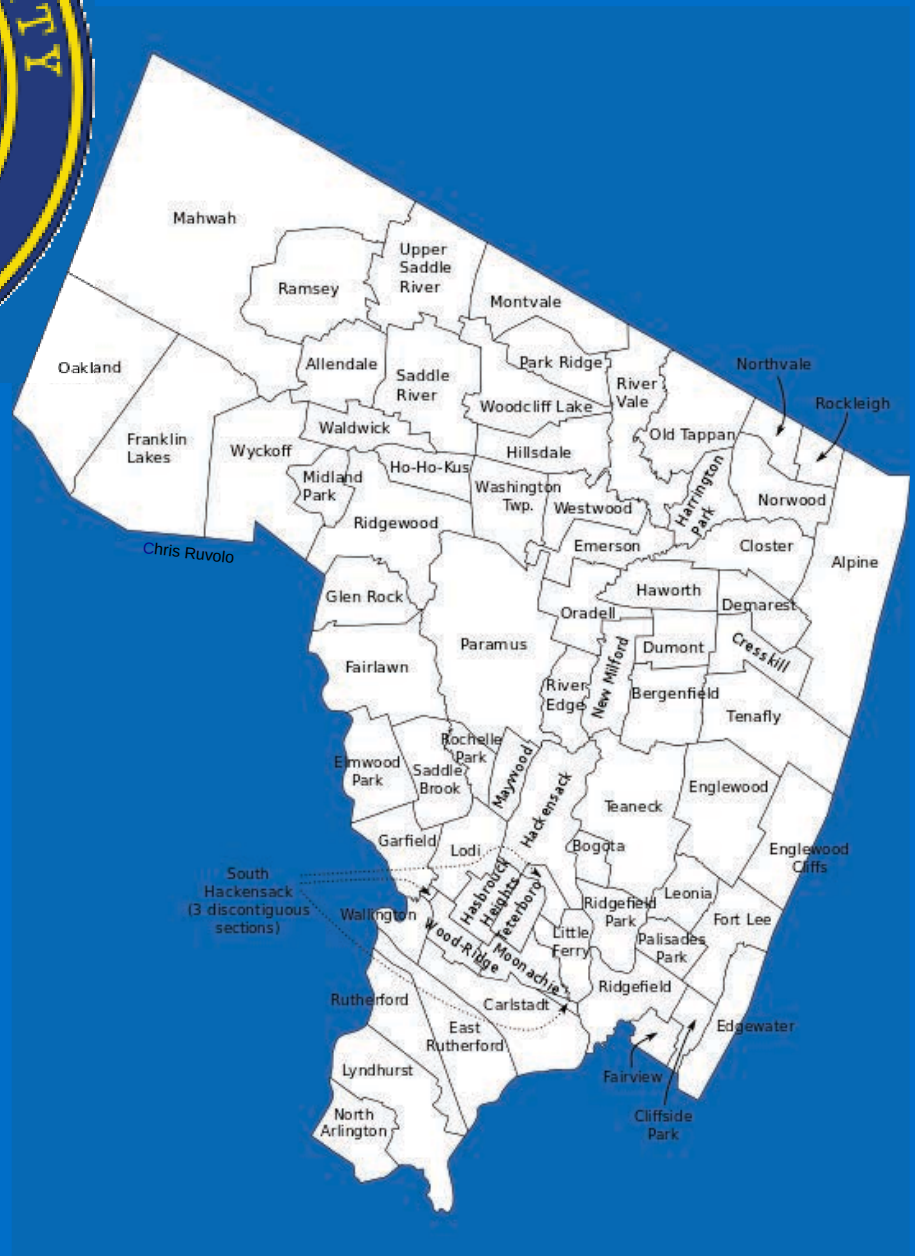 TY
Mahwah
Upper
Saddle
River
Ramsey
Montvale
Oakland
Allendale
Park Ridge
Northvale
Saddle
River
River
Vale
Rockleigh
Woodcliff Lake
Waldwick
Old Tappan
Franklin
Lakes
Wyckoff
Hillsdale
Ho-Ho-Kus
Midland
Park
Washington
Twp.
Harrington
Park
Norwood
Westwood
Ridgewood
Emerson
Closter
Chris Ruvolo
Alpine
Glen Rock
Haworth
Demarest
Oradell
Paramus
Dumont
Cresskill
Fairlawn
New Milford
River
Edge
Bergenfield
Tenafly
Rochelle
Park
Elmwood
Park
Saddle
Brook
Maywood
Hackensack
Englewood
Teaneck
Garfield
Lodi
Bogota
Englewood
Cliffs
South
Hackensack
(3 discontiguous
sections)
Hasbrouck
Heights
Teterboro
Leonia
Wallington
Ridgefield
Park
Fort Lee
Wood-Ridge
Little
Ferry
Palisades
Park
Moonachie
Ridgefield
Rutherford
Carlstadt
East
Rutherford
Edgewater
Lyndhurst
Fairview
North
Arlington
Cliffside
Park